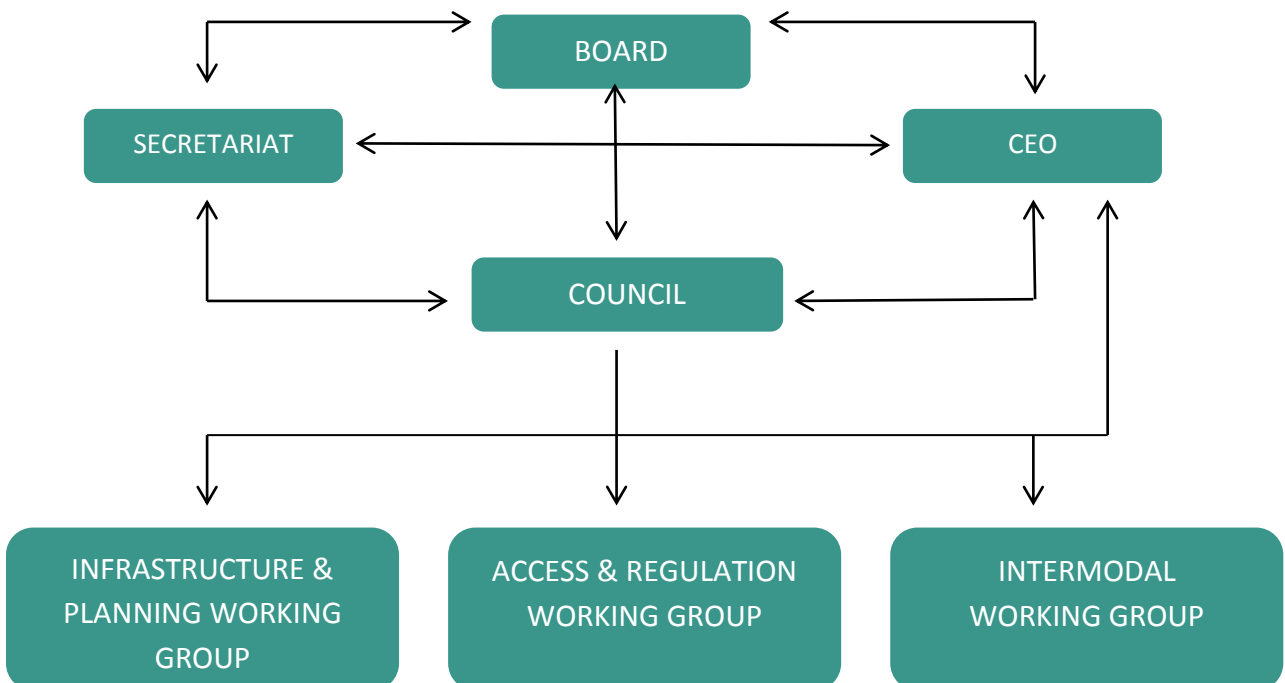 BOARD
SECRETARIAT
CEO
COUNCIL
INFRASTRUCTURE &
PLANNING WORKING
GROUP
ACCESS & REGULATION
WORKING GROUP
INTERMODAL
WORKING GROUP